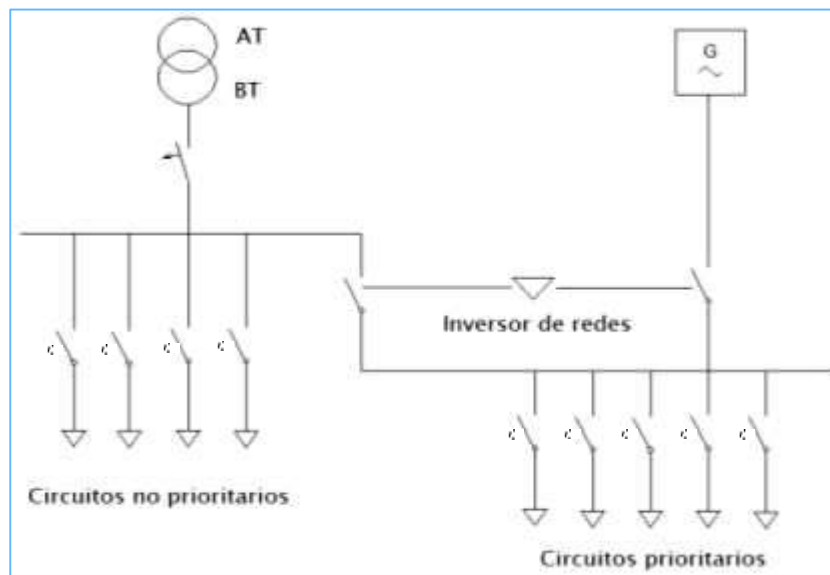 AT
BT
G
Inversor de redes
Circuitos no prioritarios
Circuitos prioritarios